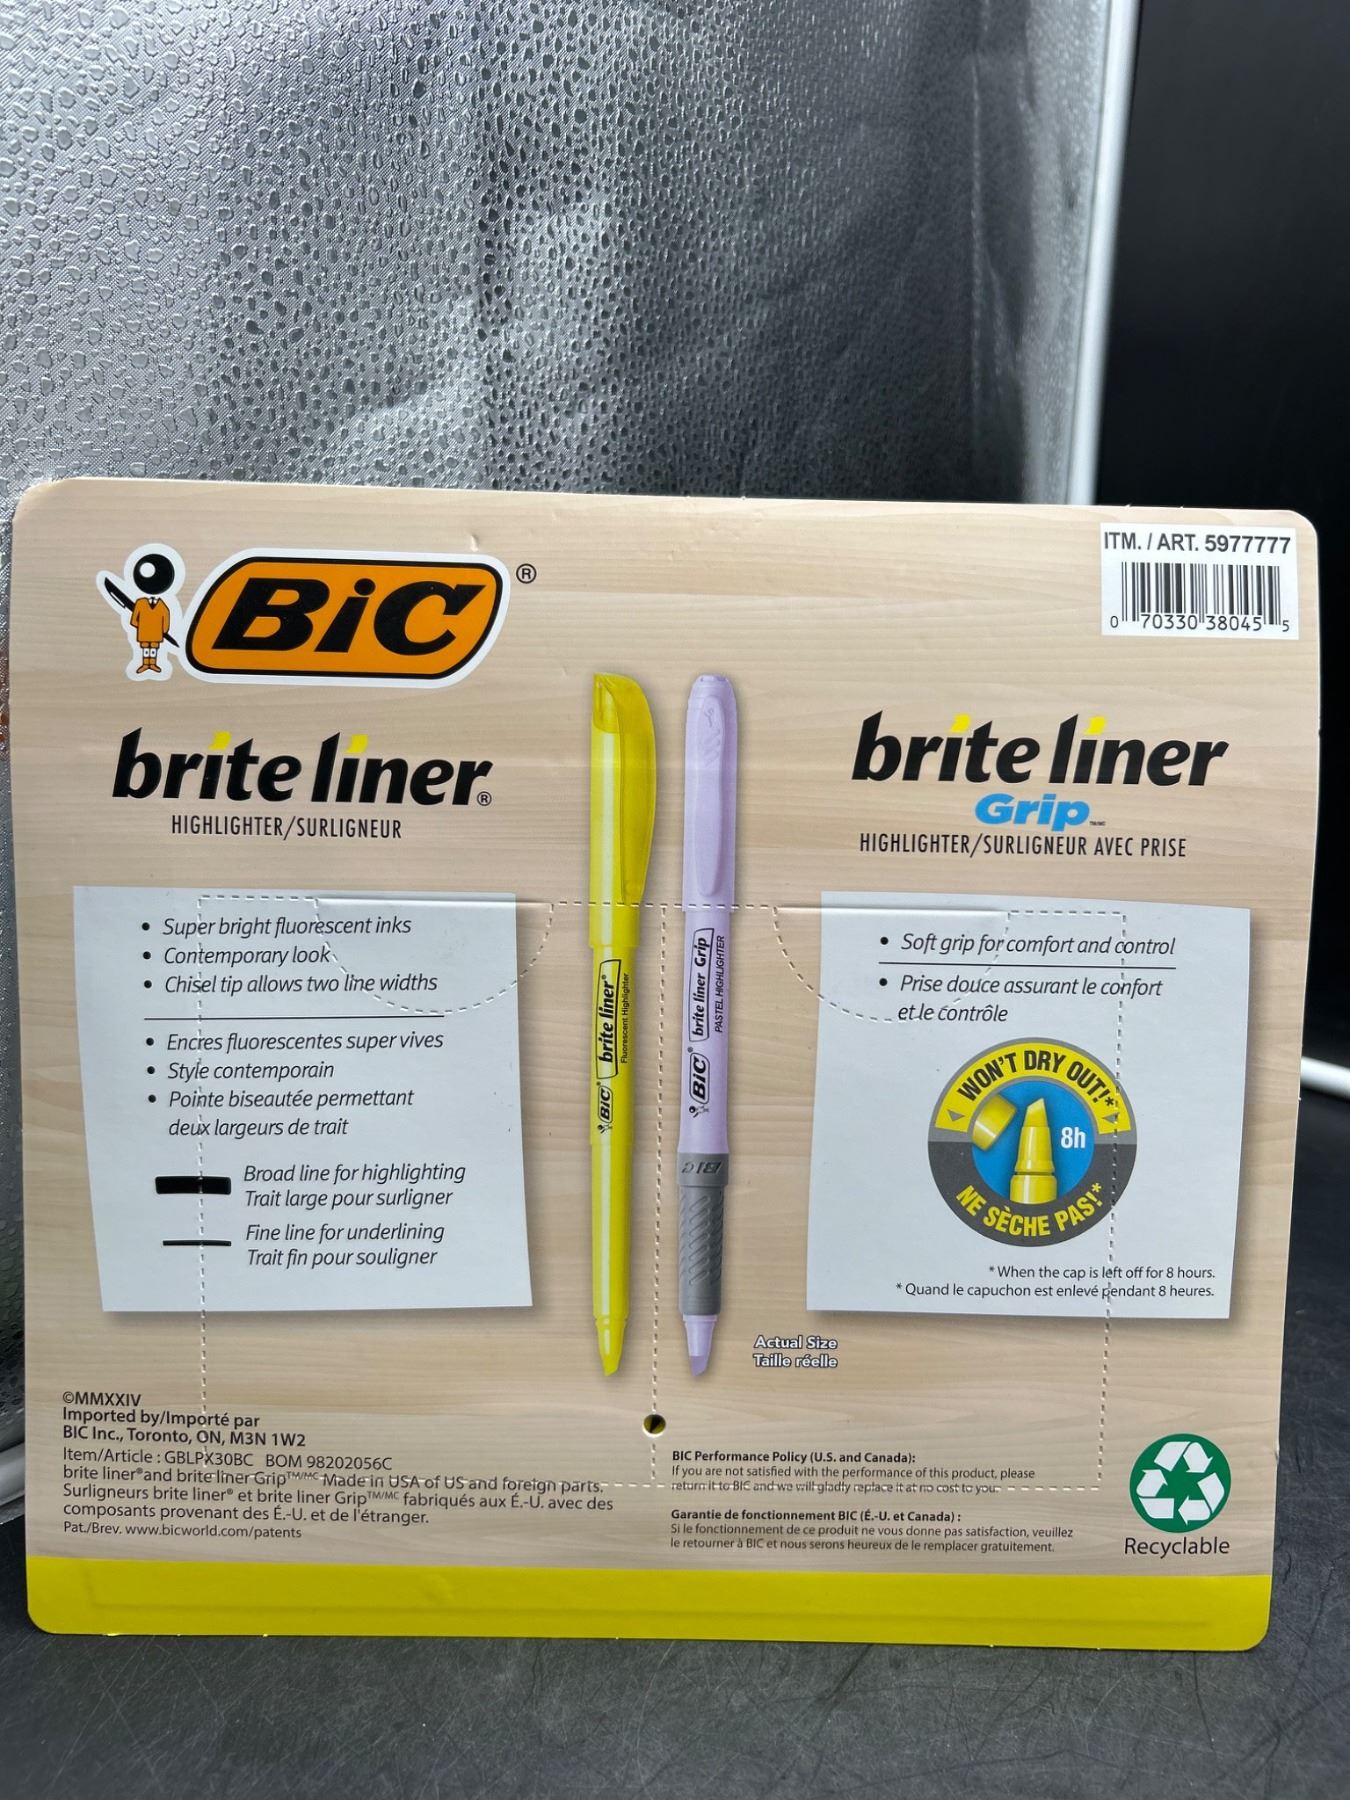 BiC®
ITM. / ART. 5977777
0 70330 38045 5
brite liner®
HIGHLIGHTER/SURLIGNEUR
brite liner
Grip TM/MC
HIGHLIGHTER/SURLIGNEUR AVEC PRISE
• Super bright fluorescent inks
• Contemporary look
• Chisel tip allows two line widths
• Encres fluorescentes super vives
• Style contemporain
• Pointe biseautée permettant
deux largeurs de trait
Broad line for highlighting
Trait large pour surligner
Fine line for underlining
Trait fin pour souligner
BiC® brite liner®
Fluorescent Highlighter
BiC® brite liner Grip
PASTEL HIGHLIGHTER
BIC
• Soft grip for comfort and control
• Prise douce assurant le confort
et le contrôle
WON'T DRY OUT!*
8h
NE SÈCHE PAS!*
* When the cap is left off for 8 hours.
* Quand le capuchon est enlevé pendant 8 heures.
Actual Size
Taille réelle
©MMXXIV
Imported by/Importé par
BIC Inc., Toronto, ON, M3N 1W2
Item/Article : GBLPX30BC BOM 98202056C
brite liner® and brite liner Grip™/MC Made in USA of US and foreign parts.
Surligneurs brite liner® et brite liner Grip™/MC fabriqués aux É.-U. avec des
composants provenant des É.-U. et de l'étranger.
Pat./Brev. www.bicworld.com/patents
BIC Performance Policy (U.S. and Canada):
If you are not satisfied with the performance of this product, please
return it to BIC and we will gladly replace it at no cost to you.
Garantie de fonctionnement BIC (É.-U. et Canada) :
Si le fonctionnement de ce produit ne vous donne pas satisfaction, veuillez
le retourner à BIC et nous serons heureux de le remplacer gratuitement.
Recyclable